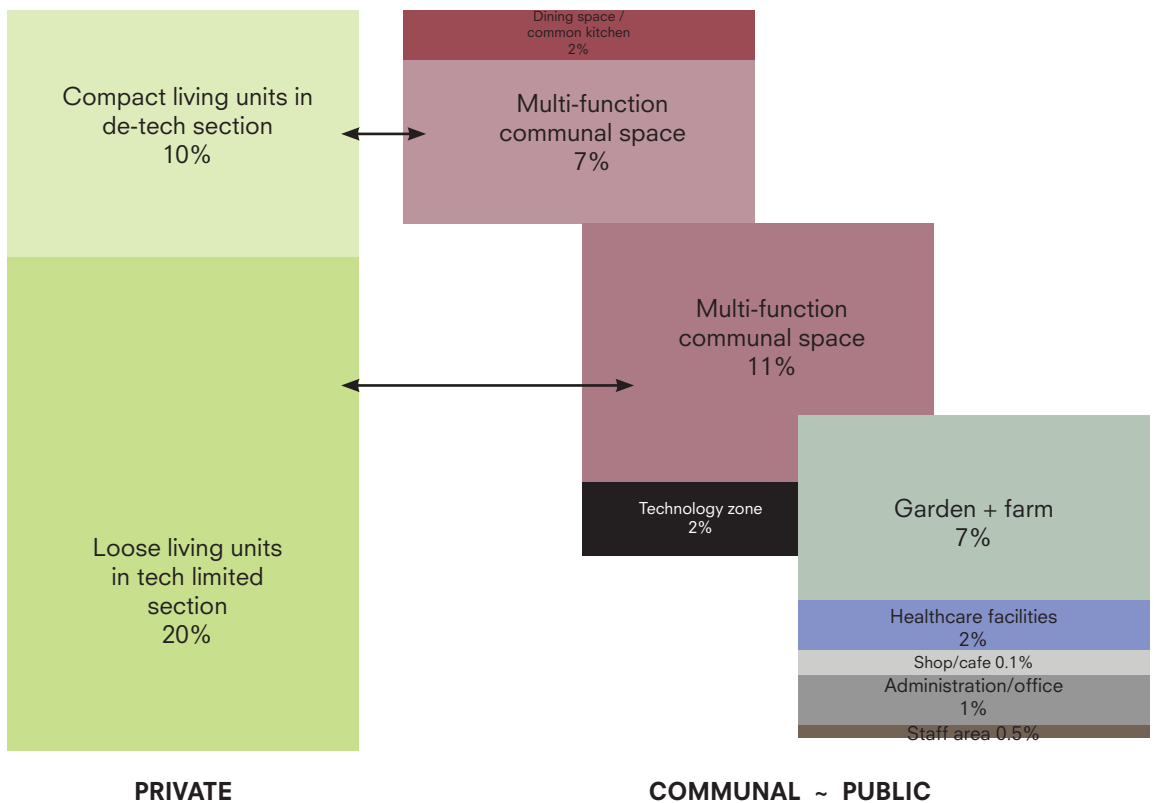 Compact living units in
de-tech section
10%
Dining space /
common kitchen
2%
Multi-function
communal space
7%
Multi-function
communal space
11%
Technology zone
2%
Loose living units
in tech limited
section
20%
Garden + farm
7%
Healthcare facilities
2%
Shop/cafe 0.1%
Administration/office
1%
Staff area 0.5%
PRIVATE
COMMUNAL ~ PUBLIC